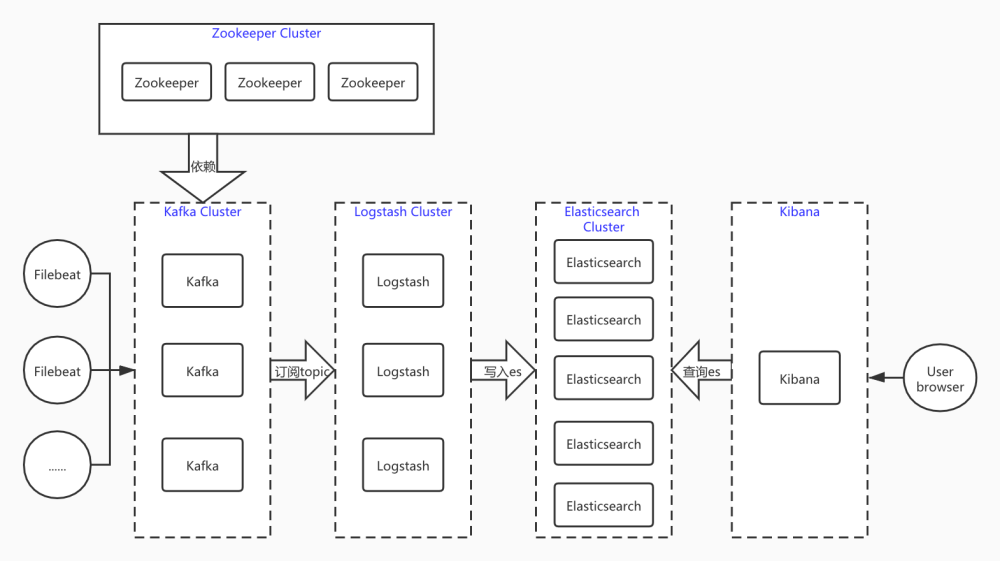 Zookeeper Cluster
Zookeeper
Zookeeper
Zookeeper
依赖
Kafka Cluster
Logstash Cluster
Elasticsearch
Cluster
Kibana
Filebeat
Filebeat
......
Kafka
Kafka
Kafka
订阅topic
Logstash
Logstash
Logstash
写入es
Elasticsearch
Elasticsearch
Elasticsearch
Elasticsearch
Elasticsearch
查询es
Kibana
User
browser